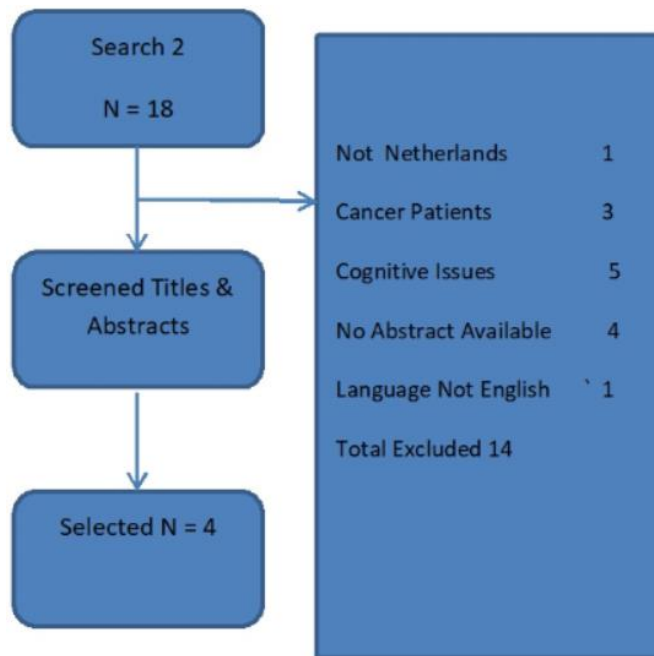 Search 2
N = 18
Not Netherlands 1
Cancer Patients 3
Cognitive Issues 5
Screened Titles &
Abstracts
No Abstract Available 4
Language Not English ` 1
Total Excluded 14
Selected N = 4